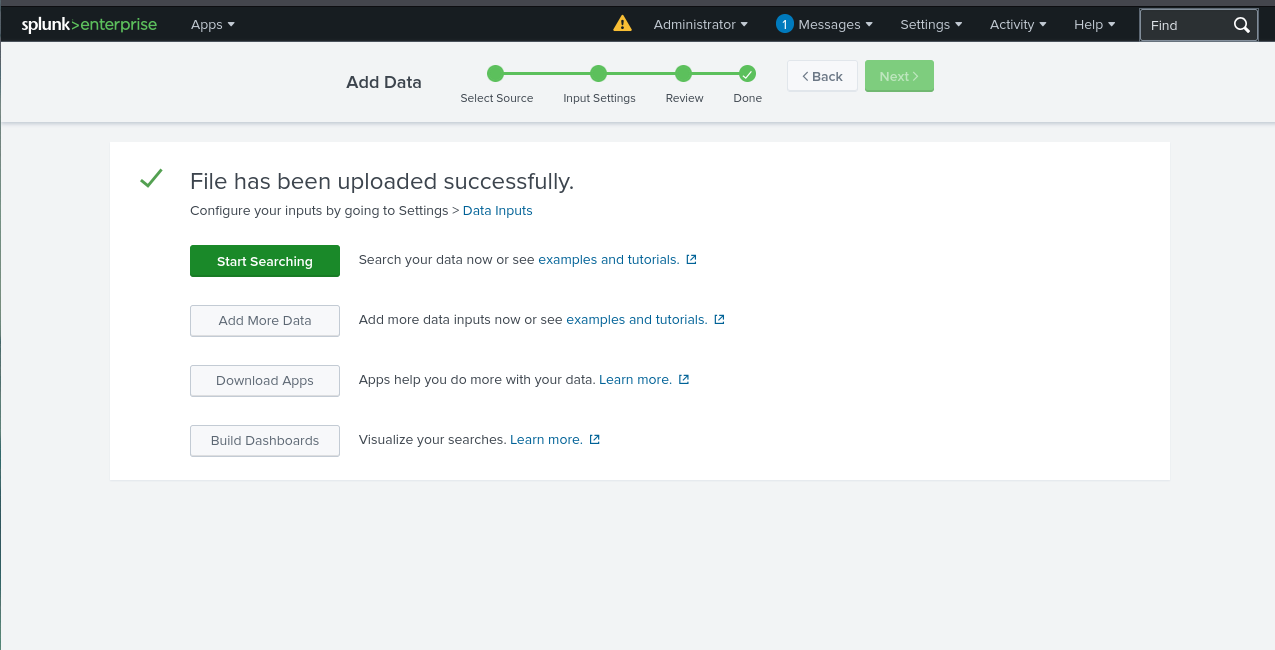 splunk>enterprise Apps Administrator 1 Messages Settings Activity Help Find
Add Data
Select Source Input Settings Review Done
< Back Next >
File has been uploaded successfully.
Configure your inputs by going to Settings > Data Inputs
Start Searching Search your data now or see examples and tutorials.
Add More Data Add more data inputs now or see examples and tutorials.
Download Apps Apps help you do more with your data. Learn more.
Build Dashboards Visualize your searches. Learn more.